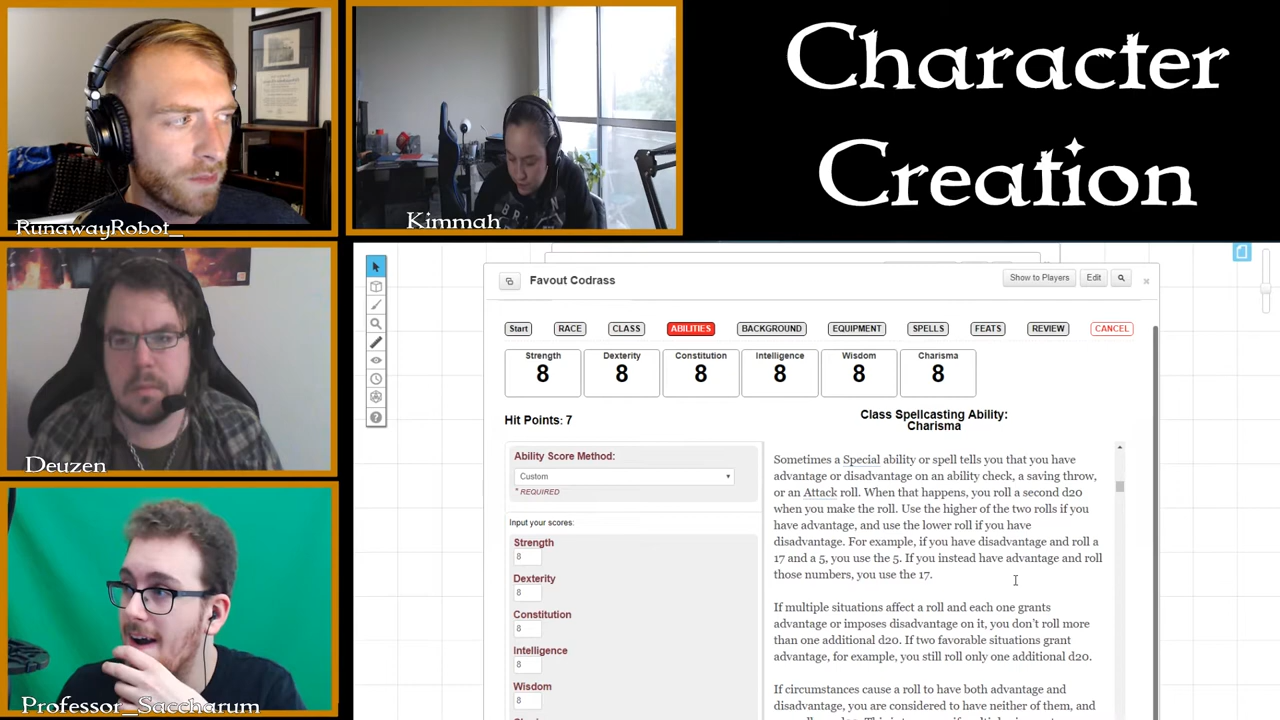 Character
Creation
RunawayRobot_
Kimmah
Deuzen
Professor_Saccharum
Favout Codrass
Show to Players
Edit
Start
RACE
CLASS
ABILITIES
BACKGROUND
EQUIPMENT
SPELLS
FEATS
REVIEW
CANCEL
Strength
8
Dexterity
8
Constitution
8
Intelligence
8
Wisdom
8
Charisma
8
Hit Points: 7
Class Spellcasting Ability:
Charisma
Ability Score Method:
Custom
* REQUIRED
Input your scores:
Strength
8
Dexterity
8
Constitution
8
Intelligence
8
Wisdom
8
Sometimes a Special ability or spell tells you that you have
advantage or disadvantage on an ability check, a saving throw,
or an Attack roll. When that happens, you roll a second d20
when you make the roll. Use the higher of the two rolls if you
have advantage, and use the lower roll if you have
disadvantage. For example, if you have disadvantage and roll a
17 and a 5, you use the 5. If you instead have advantage and roll
those numbers, you use the 17.
If multiple situations affect a roll and each one grants
advantage or imposes disadvantage on it, you don't roll more
than one additional d20. If two favorable situations grant
advantage, for example, you still roll only one additional d20.
If circumstances cause a roll to have both advantage and
disadvantage, you are considered to have neither of them, and